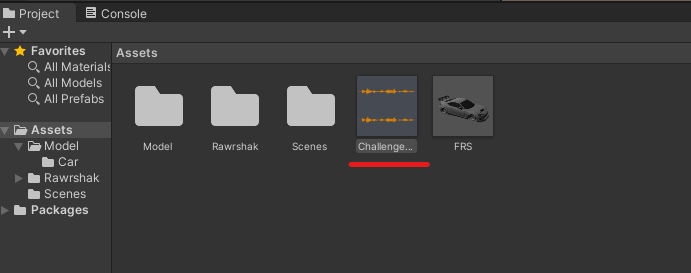 Project
Console
Favorites
All Materials
All Models
All Prefabs
Assets
Model
Car
Rawrshak
Scenes
Packages
Assets
Model
Rawrshak
Scenes
Challenge...
FRS